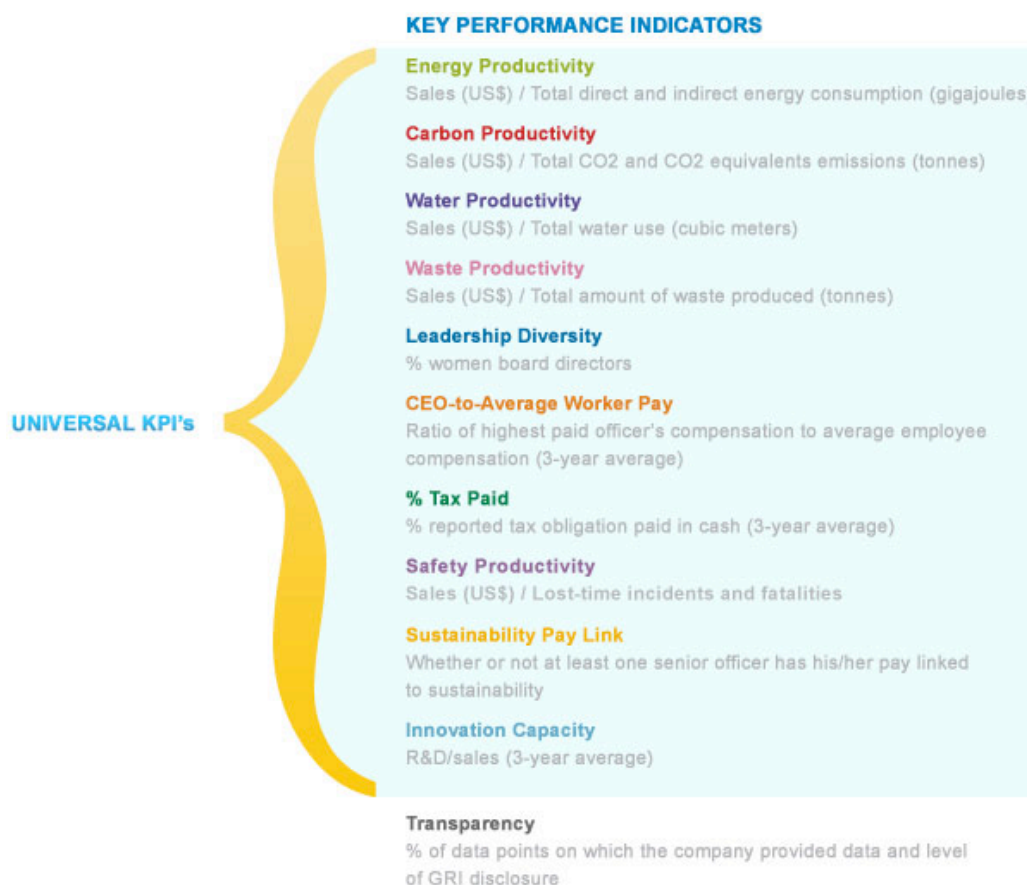 KEY PERFORMANCE INDICATORS
Energy Productivity
Sales (US$) / Total direct and indirect energy consumption (gigajoules
Carbon Productivity
Sales (US$) / Total CO2 and CO2 equivalents emissions (tonnes)
Water Productivity
Sales (US$) / Total water use (cubic meters)
Waste Productivity
Sales (US$) / Total amount of waste produced (tonnes)
Leadership Diversity
% women board directors
UNIVERSAL KPI's
CEO-to-Average Worker Pay
Ratio of highest paid officer's compensation to average employee
compensation (3-year average)
% Tax Paid
% reported tax obligation paid in cash (3-year average)
Safety Productivity
Sales (US$) / Lost-time incidents and fatalities
Sustainability Pay Link
Whether or not at least one senior officer has his/her pay linked
to sustainability
Innovation Capacity
R&D/sales (3-year average)
Transparency
% of data points on which the company provided data and level
of GRI disclosure